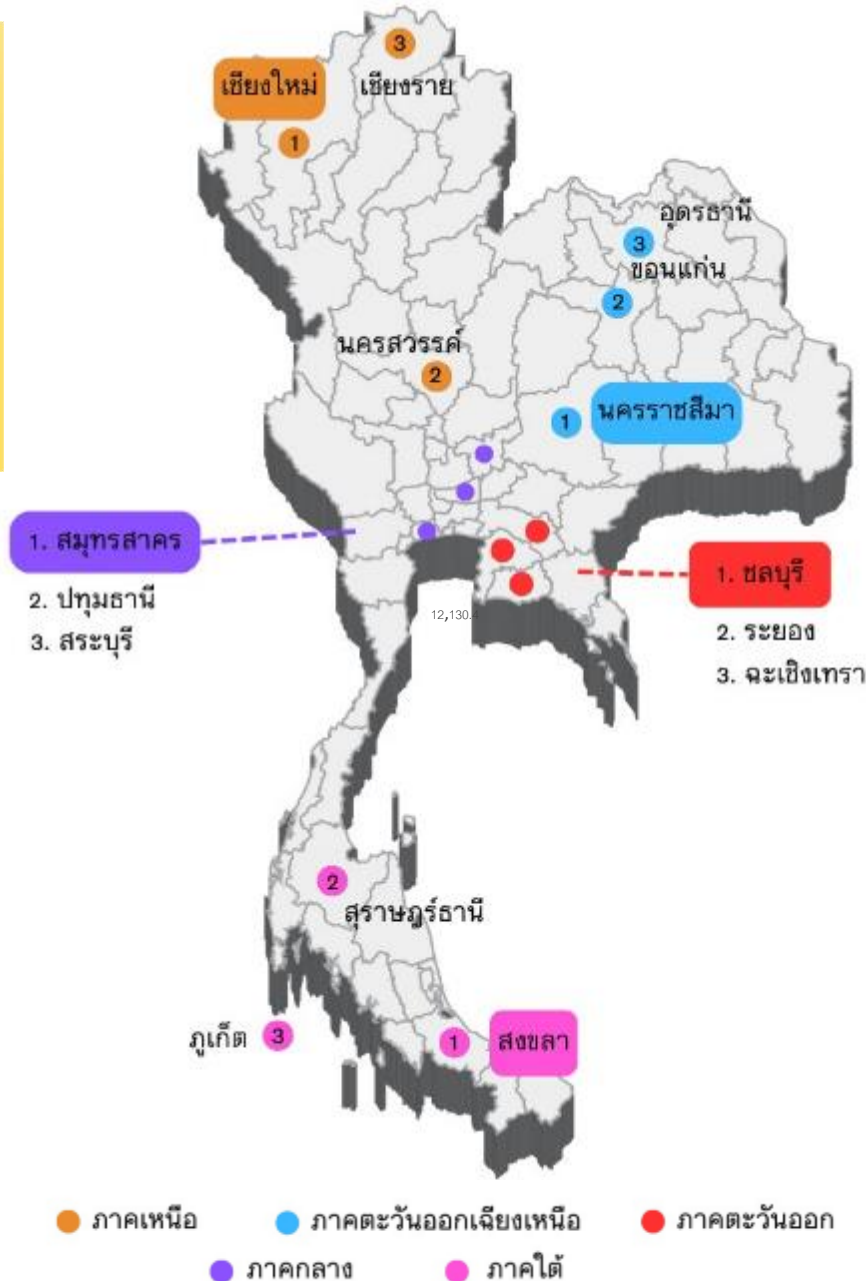 3
เชียงใหม่
เชียงราย
1
อุดรธานี
3
ขอนแก่น
2
นครสวรรค์
2
1
นครราชสีมา
1. สมุทรสาคร
2. ปทุมธานี
3. สระบุรี
1. ชลบุรี
2. ระยอง
3. ฉะเชิงเทรา
12,130.
2
สุราษฎร์ธานี
ภูเก็ต
3
1
สงขลา
ภาคเหนือ
ภาคตะวันออกเฉียงเหนือ
ภาคตะวันออก
ภาคกลาง
ภาคใต้